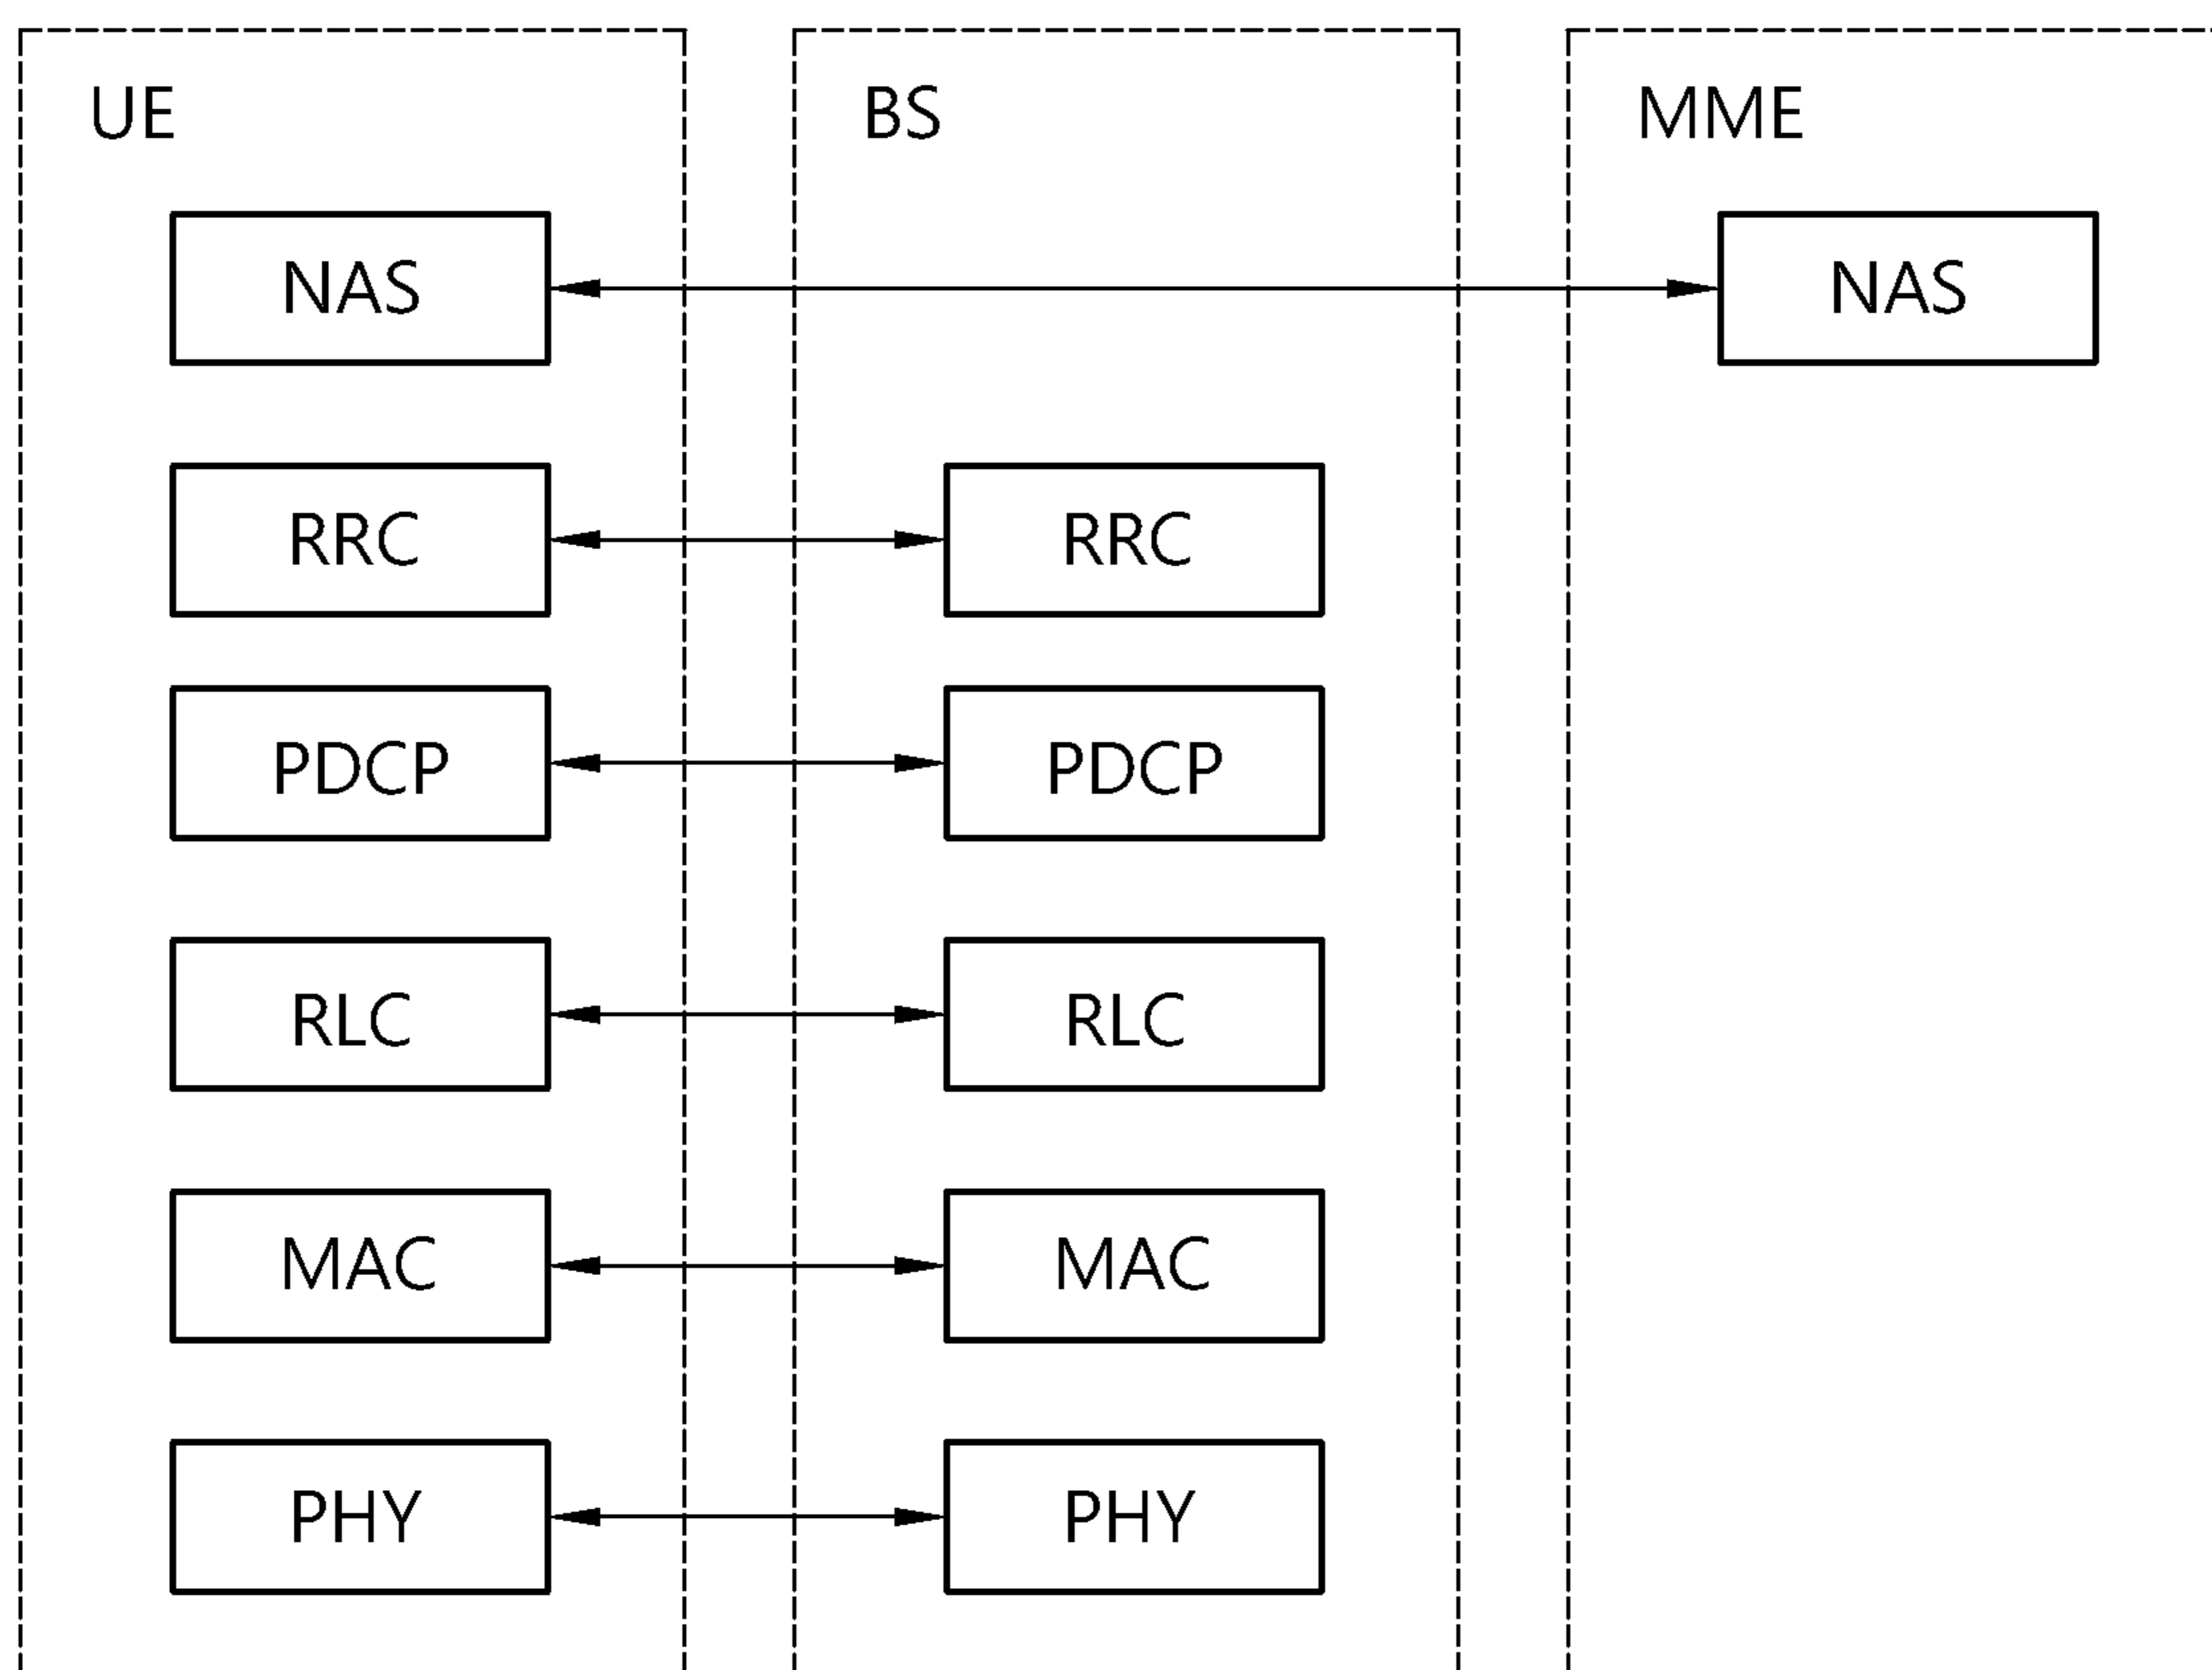 UE BS MME
NAS NAS
RRC RRC
PDCP PDCP
RLC RLC
MAC MAC
PHY PHY